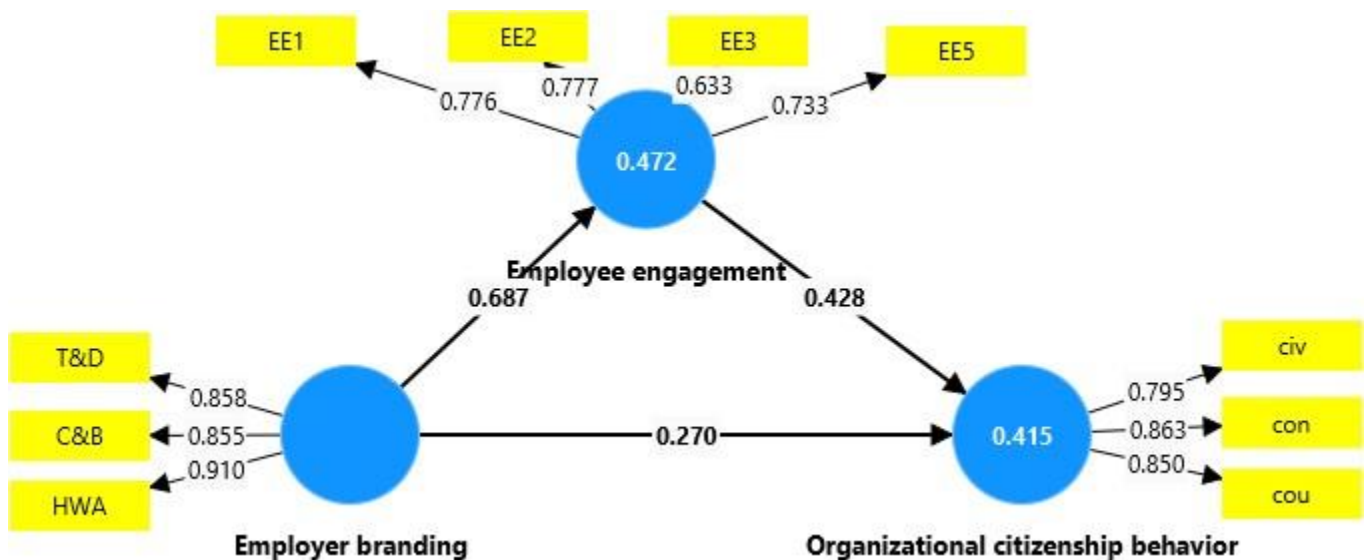 EE1
EE2
EE3
EE5
0.776
0.777
0.633
0.733
0.472
Employee engagement
0.687
0.428
T&D
C&B
HWA
0.858
0.855
0.910
0.270
0.415
0.795
0.863
0.850
civ
con
cou
Employer branding
Organizational citizenship behavior